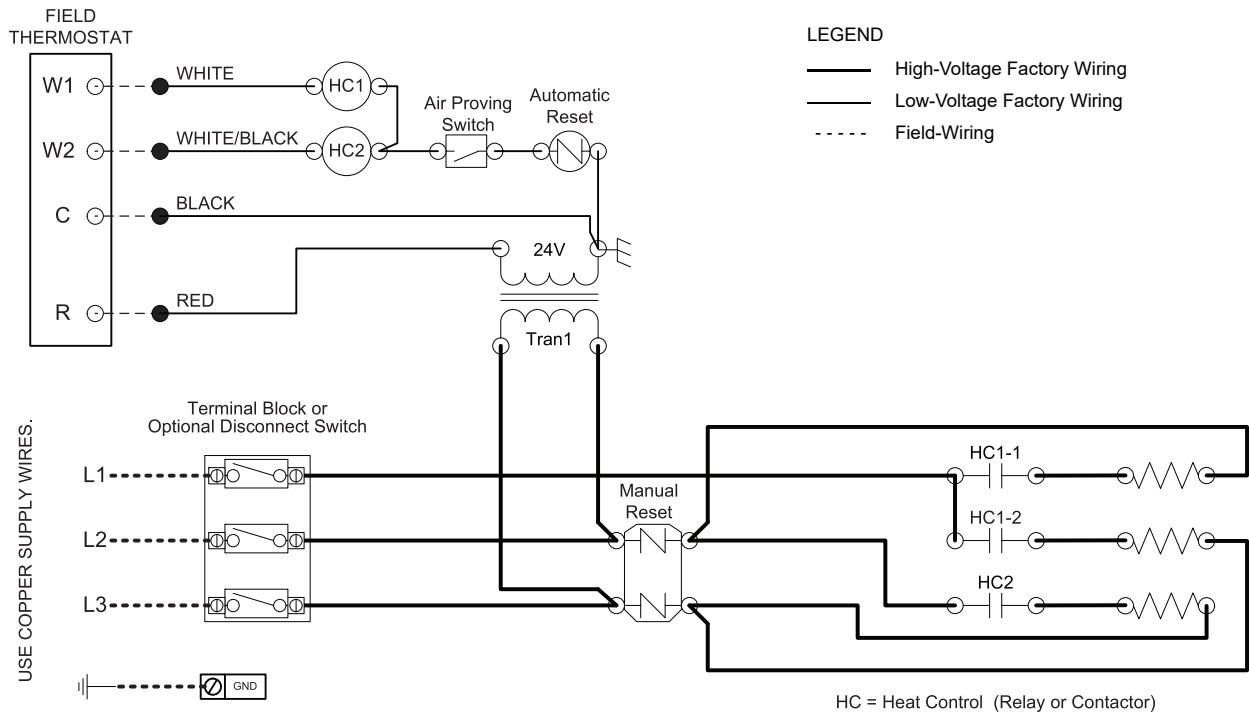 FIELD
THERMOSTAT
W1
WHITE
HC1
W2
WHITE/BLACK
HC2
Air Proving
Switch
Automatic
Reset
C
BLACK
24V
R
RED
Tran1
LEGEND
High-Voltage Factory Wiring
Low-Voltage Factory Wiring
Field-Wiring
USE COPPER SUPPLY WIRES.
Terminal Block or
Optional Disconnect Switch
L1
L2
L3
GND
Manual
Reset
HC1-1
HC1-2
HC2
HC = Heat Control (Relay or Contactor)